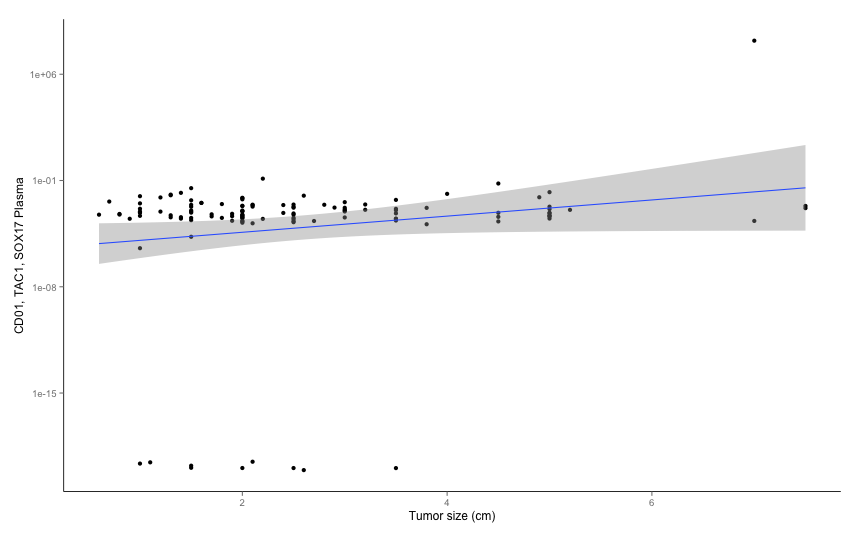 1e+06
1e-01
1e-08
1e-15
CD01, TAC1, SOX17 Plasma
2
4
6
Tumor size (cm)